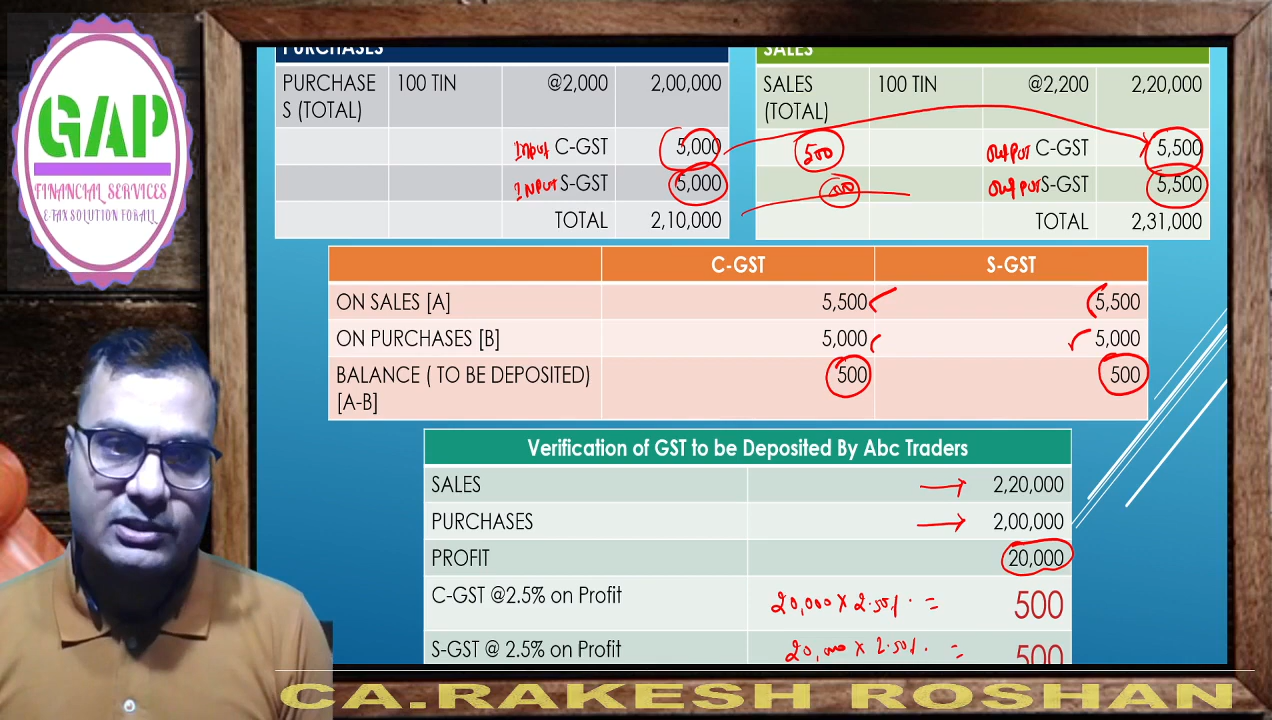 GAP
FINANCIAL SERVICES
E-TAX SOLUTION FOR ALL
PURCHASES
PURCHASE 100 TIN @2,000 2,00,000
S (TOTAL)
Input C-GST 5,000
Input S-GST 5,000
TOTAL 2,10,000
SALES
SALES 100 TIN @2,200 2,20,000
(TOTAL)
500 output C-GST 5,500
output S-GST 5,500
TOTAL 2,31,000
C-GST S-GST
ON SALES [A] 5,500 5,500
ON PURCHASES [B] 5,000 5,000
BALANCE ( TO BE DEPOSITED) 500 500
[A-B]
Verification of GST to be Deposited By Abc Traders
SALES 2,20,000
PURCHASES 2,00,000
PROFIT 20,000
C-GST @2.5% on Profit 20,000 X 2.50% = 500
S-GST @ 2.5% on Profit 20,000 X 2.50% = 500
CA.RAKESH ROSHAN